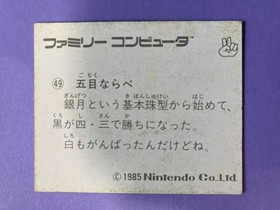 ファミリー コンピュータ
㊾ 五目ならべ
銀月という基本珠型から始めて、
黒が四・三で勝ちになった。
白もがんばったんだけどね。
©1985 Nintendo Co.,Ltd.